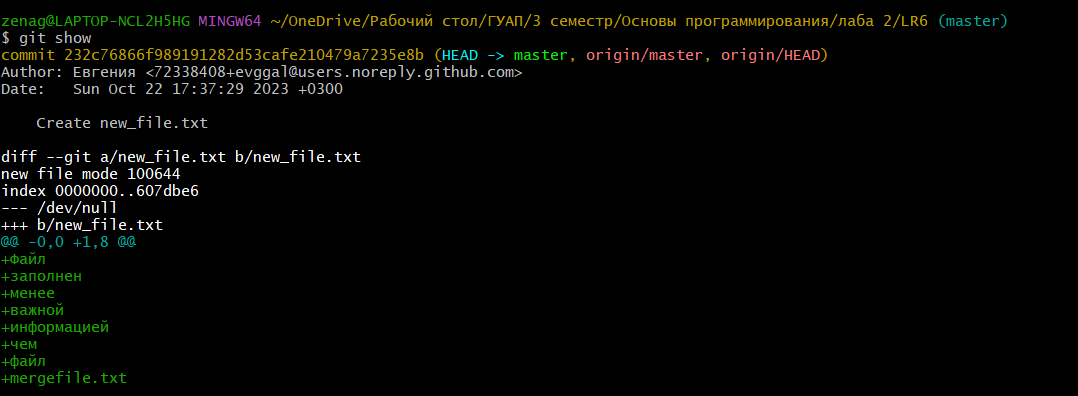 zenag@LAPTOP-NCL2H5HG MINGW64 ~/OneDrive/Рабочий стол/ГУАП/3 семестр/Основы программирования/лаба 2/LR6 (master)
$ git show
commit 232c76866f989191282d53cafe210479a7235e8b (HEAD -> master, origin/master, origin/HEAD)
Author: Евгения <72338408+evggal@users.noreply.github.com>
Date:   Sun Oct 22 17:37:29 2023 +0300
    Create new_file.txt
diff --git a/new_file.txt b/new_file.txt
new file mode 100644
index 0000000..607dbe6
--- /dev/null
+++ b/new_file.txt
@@ -0,0 +1,8 @@
+Файл
+заполнен
+менее
+важной
+информацией
+чем
+файл
+mergefile.txt